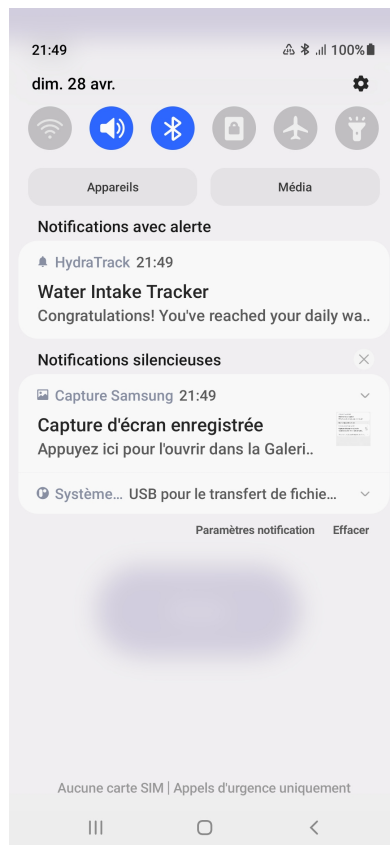 21:49 100%
dim. 28 avr.
Appareils Média
Notifications avec alerte
HydraTrack 21:49
Water Intake Tracker
Congratulations! You've reached your daily wa..
Notifications silencieuses
Capture Samsung 21:49
Capture d'écran enregistrée
Appuyez ici pour l'ouvrir dans la Galeri..
Système... USB pour le transfert de fichie...
Paramètres notification Effacer
Aucune carte SIM | Appels d'urgence uniquement